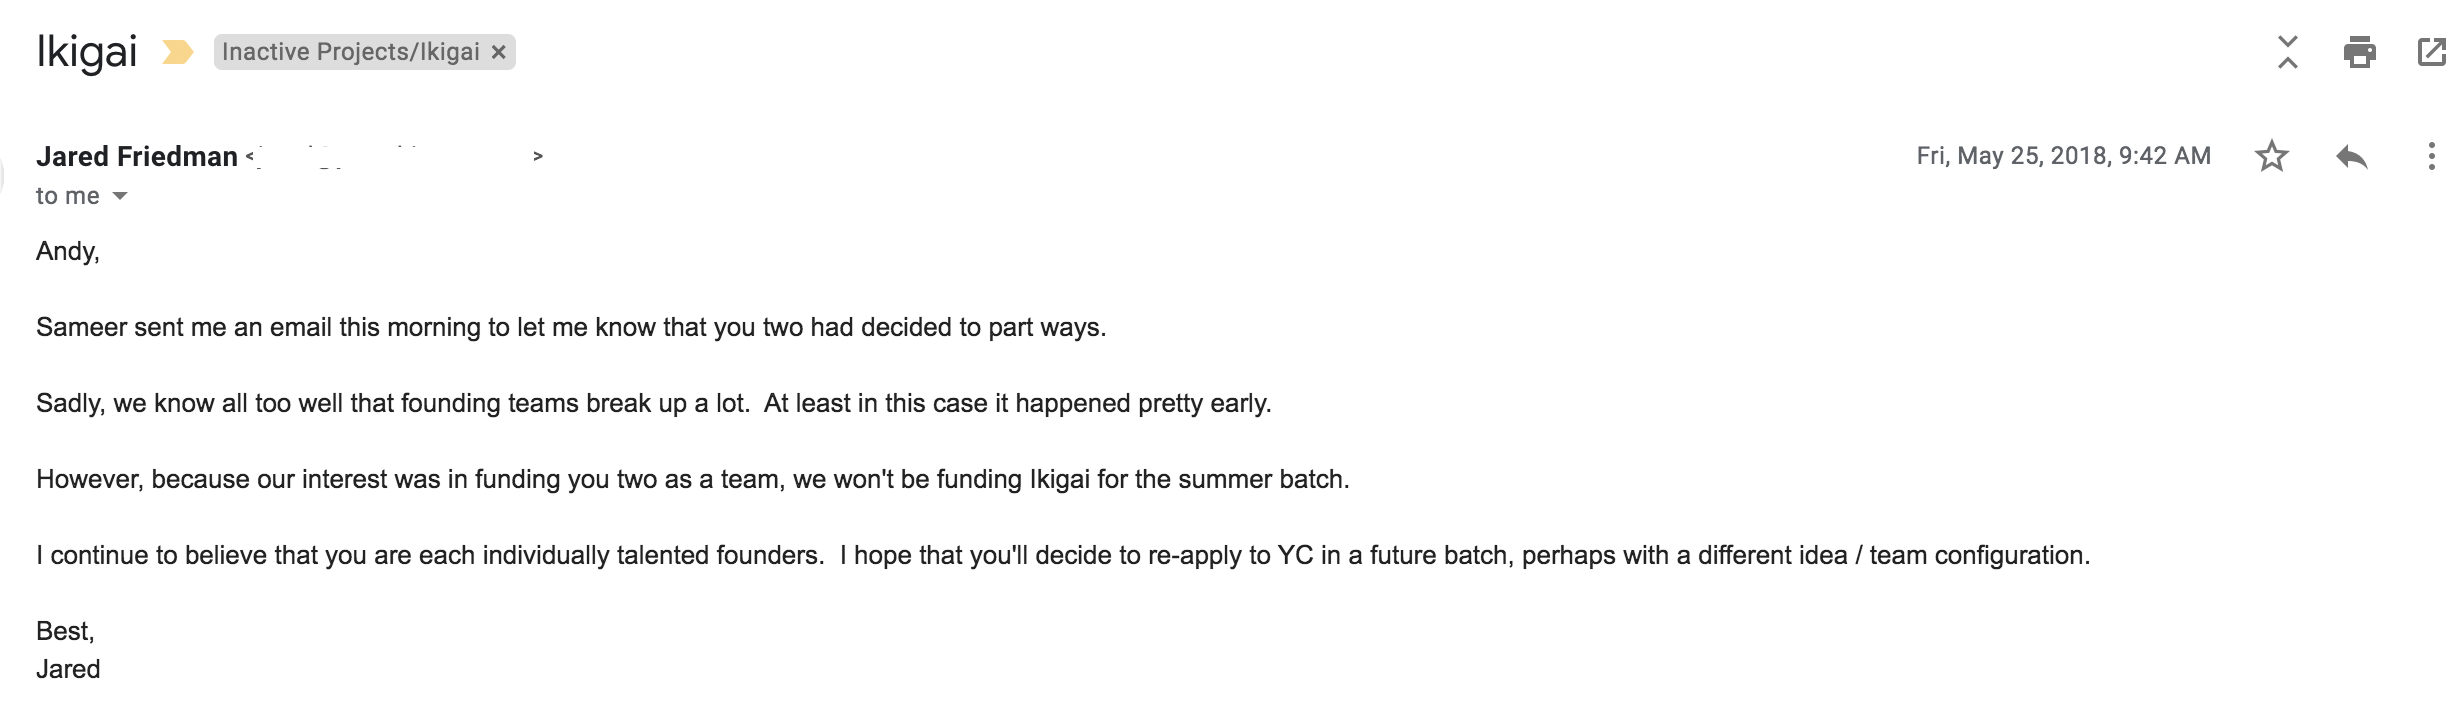 Ikigai Inactive Projects/Ikigai ×
Jared Friedman < >
Fri, May 25, 2018, 9:42 AM
to me
Andy,
Sameer sent me an email this morning to let me know that you two had decided to part ways.
Sadly, we know all too well that founding teams break up a lot.  At least in this case it happened pretty early.
However, because our interest was in funding you two as a team, we won't be funding Ikigai for the summer batch.
I continue to believe that you are each individually talented founders.  I hope that you'll decide to re-apply to YC in a future batch, perhaps with a different idea / team configuration.
Best,
Jared